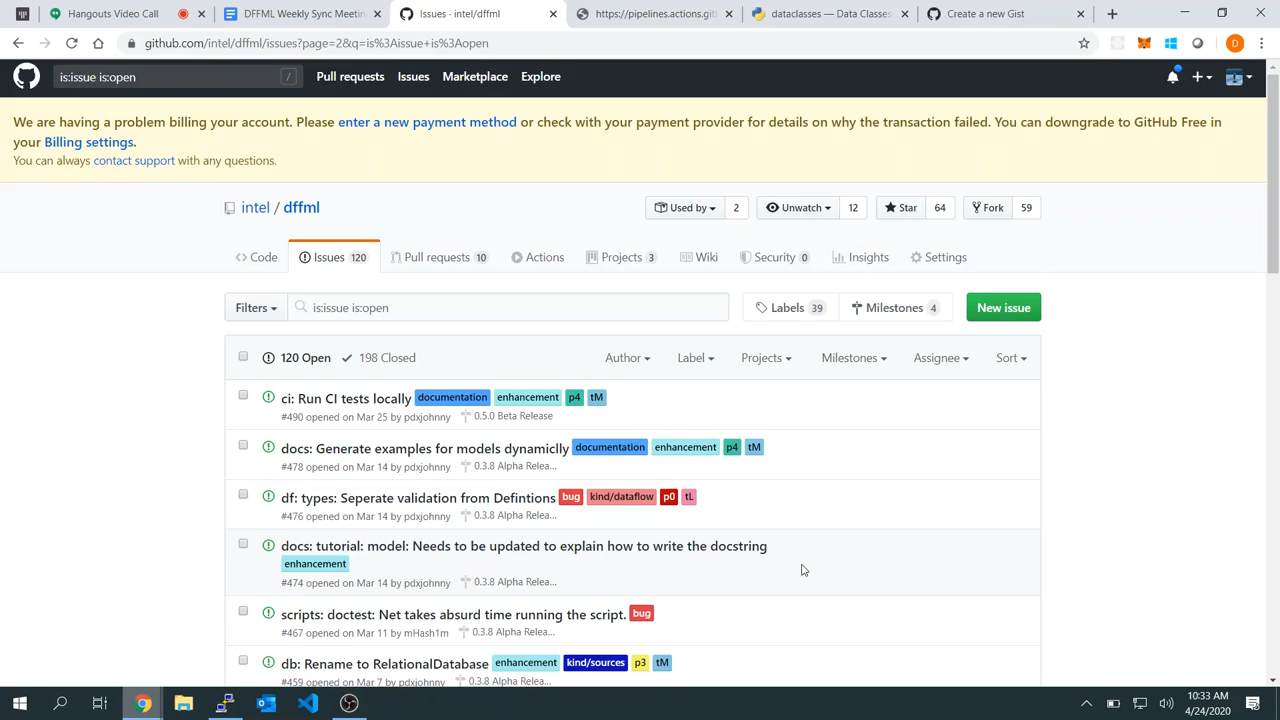 Hangouts Video Call
DFFML Weekly Sync Meetin
Issues · intel/dffml
https://pipelines.actions.git
dataclasses — Data Classes
Create a new Gist
github.com/intel/dffml/issues?page=2&q=is%3Aissue+is%3Aopen
D
is:issue is:open
/
Pull requests
Issues
Marketplace
Explore
We are having a problem billing your account. Please enter a new payment method or check with your payment provider for details on why the transaction failed. You can downgrade to GitHub Free in
your Billing settings.
You can always contact support with any questions.
intel / dffml
Used by 2
Unwatch 12
Star 64
Fork 59
Code
Issues 120
Pull requests 10
Actions
Projects 3
Wiki
Security 0
Insights
Settings
Filters
is:issue is:open
Labels 39
Milestones 4
New issue
120 Open
198 Closed
Author
Label
Projects
Milestones
Assignee
Sort
ci: Run CI tests locally documentation enhancement p4 tM
#490 opened on Mar 25 by pdxjohnny 0.5.0 Beta Release
docs: Generate examples for models dynamiclly documentation enhancement p4 tM
#478 opened on Mar 14 by pdxjohnny 0.3.8 Alpha Relea...
df: types: Seperate validation from Defintions bug kind/dataflow p0 tL
#476 opened on Mar 14 by pdxjohnny 0.3.8 Alpha Relea...
docs: tutorial: model: Needs to be updated to explain how to write the docstring
enhancement
#474 opened on Mar 14 by pdxjohnny 0.3.8 Alpha Relea...
scripts: doctest: Net takes absurd time running the script. bug
#467 opened on Mar 11 by mHash1m 0.3.8 Alpha Relea...
db: Rename to RelationalDatabase enhancement kind/sources p3 tM
#459 opened on Mar 7 by pdxjohnny 0.3.8 Alpha Relea...
10:33 AM
4/24/2020